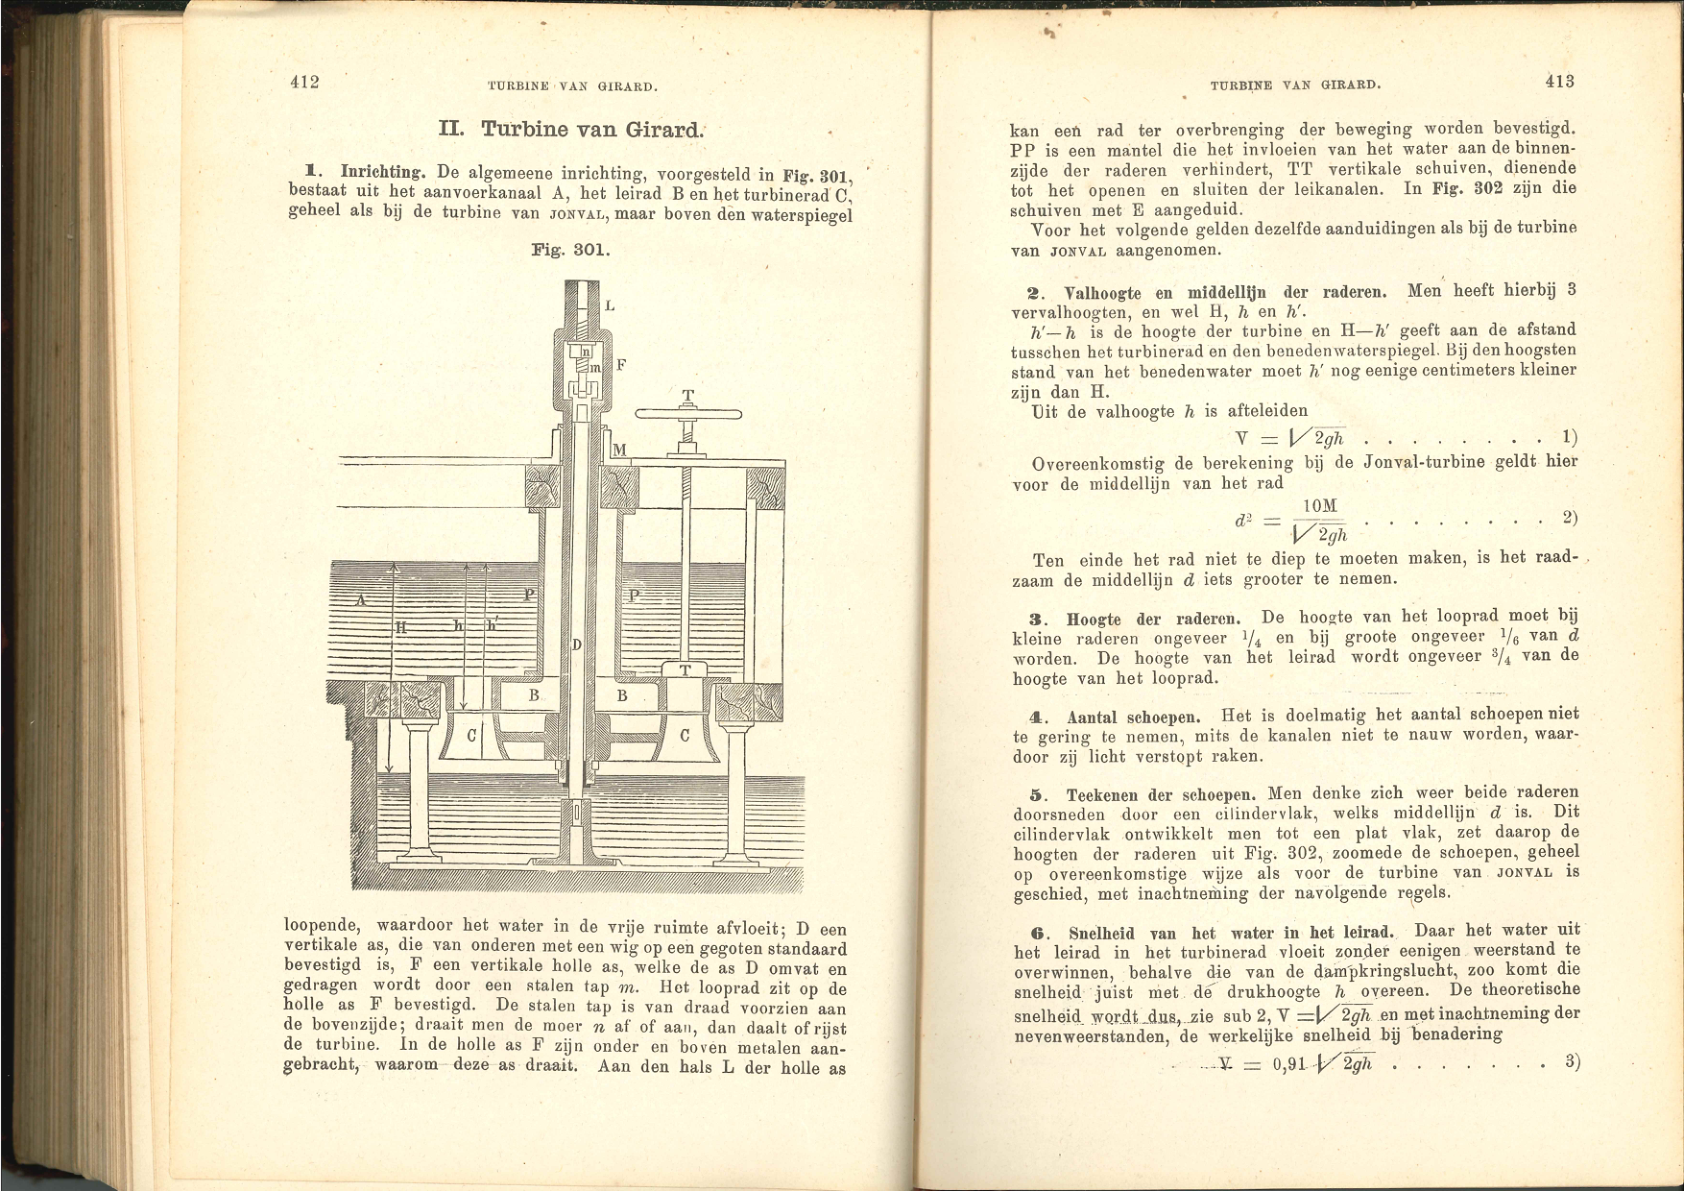 412
TURBINE VAN GIRARD.
II. Turbine van Girard.
1. Inrichting. De algemeene inrichting, voorgesteld in Fig. 301,
bestaat uit het aanvoerkanaal A, het leirad B en het turbinerad C,
geheel als bij de turbine van JONVAL, maar boven den waterspiegel
Fig. 301.
L
n
m
F
T
M
A
H
h
h′
P
P
D
T
B
B
C
C
loopende, waardoor het water in de vrije ruimte afvloeit; D een
vertikale as, die van onderen met een wig op een gegoten standaard
bevestigd is, F een vertikale holle as, welke de as D omvat en
gedragen wordt door een stalen tap m. Het looprad zit op de
holle as F bevestigd. De stalen tap is van draad voorzien aan
de bovenzijde; draait men de moer n af of aan, dan daalt of rijst
de turbine. In de holle as F zijn onder en boven metalen aan-
gebracht, waarom deze as draait. Aan den hals L der holle as
TURBINE VAN GIRARD.
413
kan een rad ter overbrenging der beweging worden bevestigd.
PP is een mantel die het invloeien van het water aan de binnen-
zijde der raderen verhindert, TT vertikale schuiven, dienende
tot het openen en sluiten der leikanalen. In Fig. 302 zijn die
schuiven met E aangeduid.
Voor het volgende gelden dezelfde aanduidingen als bij de turbine
van JONVAL aangenomen.
2. Valhoogte en middellijn der raderen. Men heeft hierbij 3
vervalhoogten, en wel H, h en h′.
h′—h is de hoogte der turbine en H—h′ geeft aan de afstand
tusschen het turbinerad en den benedenwaterspiegel. Bij den hoogsten
stand van het benedenwater moet h′ nog eenige centimeters kleiner
zijn dan H.
Uit de valhoogte h is afteleiden
V = √2gh . . . . . . . . 1)
Overeenkomstig de berekening bij de Jonval-turbine geldt hier
voor de middellijn van het rad
d² = 10M / √2gh . . . . . . . . 2)
Ten einde het rad niet te diep te moeten maken, is het raad-
zaam de middellijn d iets grooter te nemen.
3. Hoogte der raderen. De hoogte van het looprad moet bij
kleine raderen ongeveer 1/4 en bij groote ongeveer 1/6 van d
worden. De hoogte van het leirad wordt ongeveer 3/4 van de
hoogte van het looprad.
4. Aantal schoepen. Het is doelmatig het aantal schoepen niet
te gering te nemen, mits de kanalen niet te nauw worden, waar-
door zij licht verstopt raken.
5. Teekenen der schoepen. Men denke zich weer beide raderen
doorsneden door een cilindervlak, welks middellijn d is. Dit
cilindervlak ontwikkelt men tot een plat vlak, zet daarop de
hoogten der raderen uit Fig. 302, zoomede de schoepen, geheel
op overeenkomstige wijze als voor de turbine van JONVAL is
geschied, met inachtneming der navolgende regels.
6. Snelheid van het water in het leirad. Daar het water uit
het leirad in het turbinerad vloeit zonder eenigen weerstand te
overwinnen, behalve die van de dampkringslucht, zoo komt die
snelheid juist met de drukhoogte h overeen. De theoretische
snelheid wordt dus, zie sub 2, V = √2gh en met inachtneming der
nevenweerstanden, de werkelijke snelheid bij benadering
V = 0,91 √2gh . . . . . . . 3)